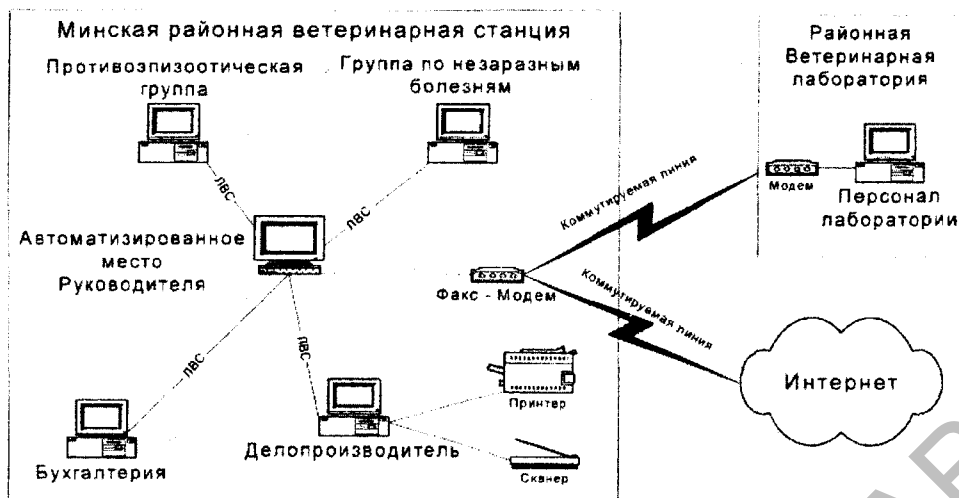 Минская районная ветеринарная станция
Противоэпизоотическая
группа
Группа по незаразным
болезням
ЛВС
ЛВС
Автоматизированное
место
Руководителя
Факс - Модем
ЛВС
ЛВС
Бухгалтерия
Делопроизводитель
Принтер
Сканер
Коммутируемая линия
Коммутируемая линия
Районная
Ветеринарная
лаборатория
Модем
Персонал
лаборатории
Интернет